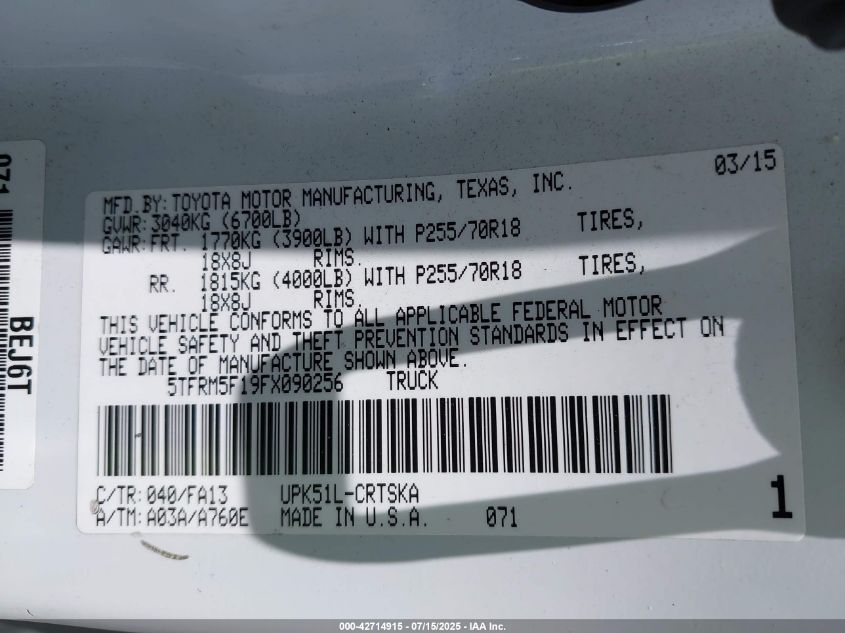 071
BEJ6T
03/15
MFD.BY:TOYOTA MOTOR MANUFACTURING, TEXAS, INC.
GVWR:3040KG (6700LB)
GAWR:FRT. 1770KG (3900LB) WITH P255/70R18 TIRES,
18X8J RIMS.
RR. 1815KG (4000LB) WITH P255/70R18 TIRES,
18X8J RIMS.
THIS VEHICLE CONFORMS TO ALL APPLICABLE FEDERAL MOTOR
VEHICLE SAFETY AND THEFT PREVENTION STANDARDS IN EFFECT ON
THE DATE OF MANUFACTURE SHOWN ABOVE.
5TFRM5F19FX090256 TRUCK
C/TR:040/FA13 UPK51L-CRTSKA
A/TM:A03A/A760E MADE IN U.S.A. 071
1
000-42714915 - 07/15/2025 - IAA Inc.